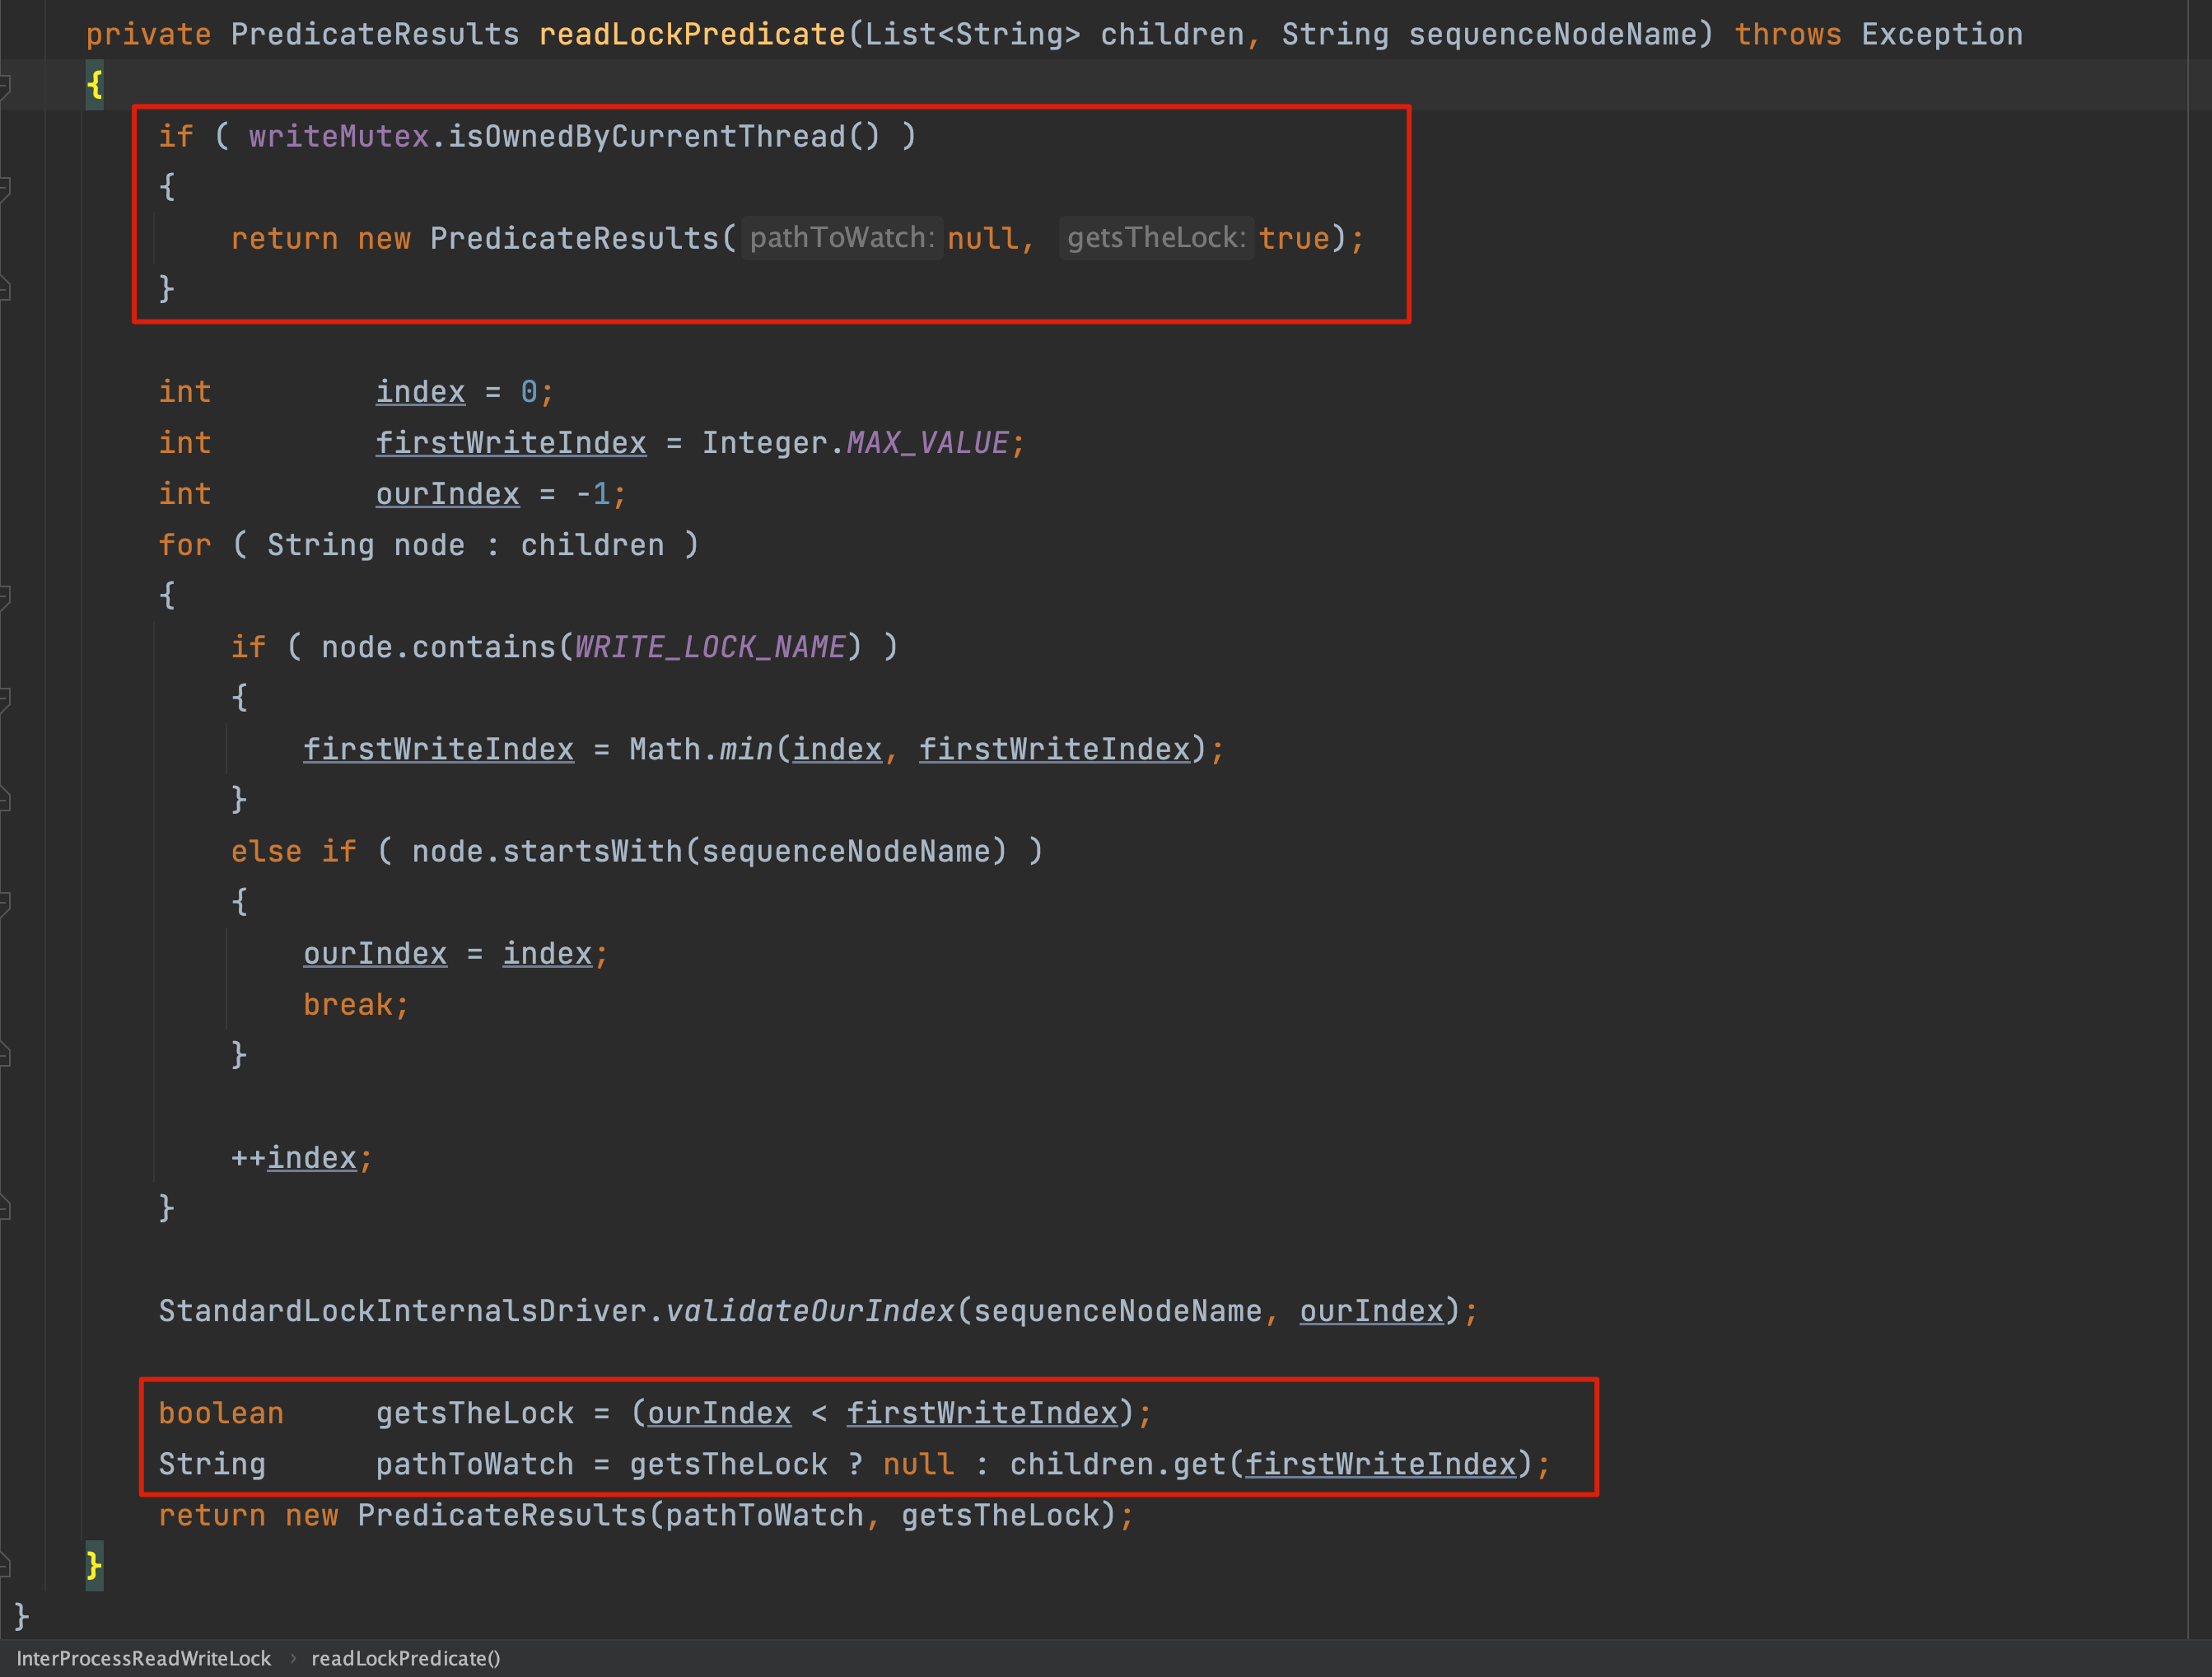 private PredicateResults readLockPredicate(List<String> children, String sequenceNodeName) throws Exception
{
if ( writeMutex.isOwnedByCurrentThread() )
{
return new PredicateResults( pathToWatch: null, getsTheLock: true);
}
int index = 0;
int firstWriteIndex = Integer.MAX_VALUE;
int ourIndex = -1;
for ( String node : children )
{
if ( node.contains(WRITE_LOCK_NAME) )
{
firstWriteIndex = Math.min(index, firstWriteIndex);
}
else if ( node.startsWith(sequenceNodeName) )
{
ourIndex = index;
break;
}
++index;
}
StandardLockInternalsDriver.validateOurIndex(sequenceNodeName, ourIndex);
boolean getsTheLock = (ourIndex < firstWriteIndex);
String pathToWatch = getsTheLock ? null : children.get(firstWriteIndex);
return new PredicateResults(pathToWatch, getsTheLock);
}
}
InterProcessReadWriteLock › readLockPredicate()